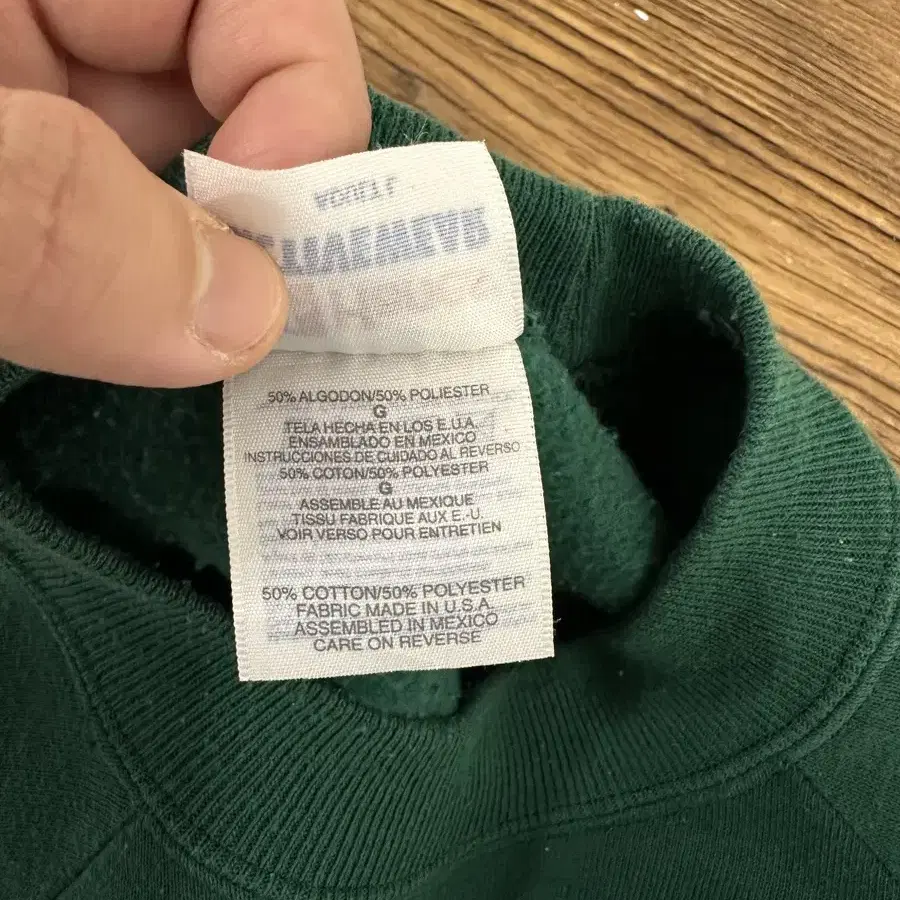 50% ALGODON/50% POLIESTER
G
TELA HECHA EN LOS E.U.A.
ENSAMBLADO EN MEXICO
INSTRUCCIONES DE CUIDADO AL REVERSO
50% COTON/50% POLYESTER
G
ASSEMBLE AU MEXIQUE
TISSU FABRIQUE AUX E.-U.
VOIR VERSO POUR ENTRETIEN
50% COTTON/50% POLYESTER
FABRIC MADE IN U.S.A.
ASSEMBLED IN MEXICO
CARE ON REVERSE